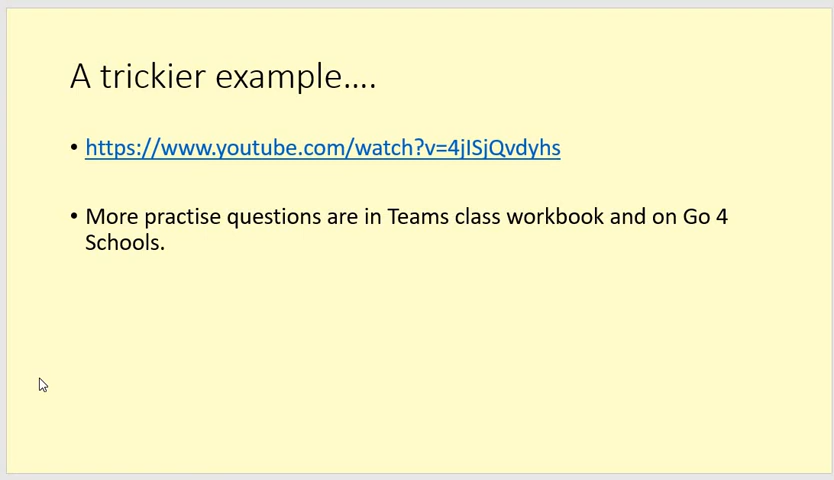 A trickier example....
• https://www.youtube.com/watch?v=4jISjQvdyhs
• More practise questions are in Teams class workbook and on Go 4
Schools.